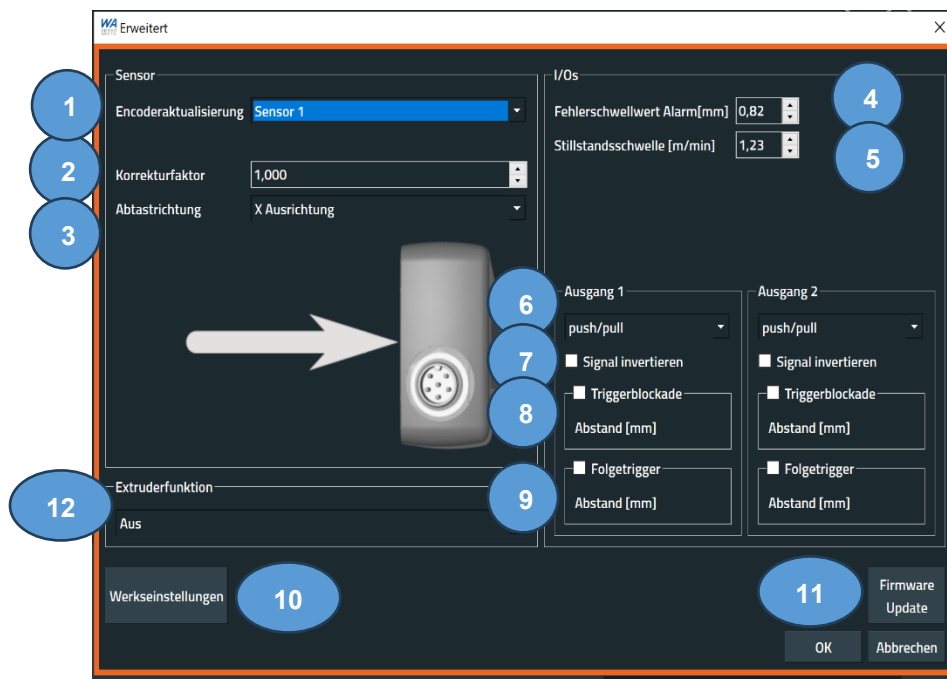 WA Erweitert
Sensor
1
Encoderaktualisierung Sensor 1
2
Korrekturfaktor 1,000
Abtastrichtung X Ausrichtung
3
I/Os
Fehlerschwellwert Alarm[mm] 0,82
4
Stillstandsschwelle [m/min] 1,23
5
Ausgang 1
6
push/pull
7
Signal invertieren
Triggerblockade
8
Abstand [mm]
Folgetrigger
9
Abstand [mm]
Ausgang 2
push/pull
Signal invertieren
Triggerblockade
Abstand [mm]
Folgetrigger
Abstand [mm]
Extruderfunktion
12
Aus
Werkseinstellungen
10
11
Firmware
Update
OK Abbrechen